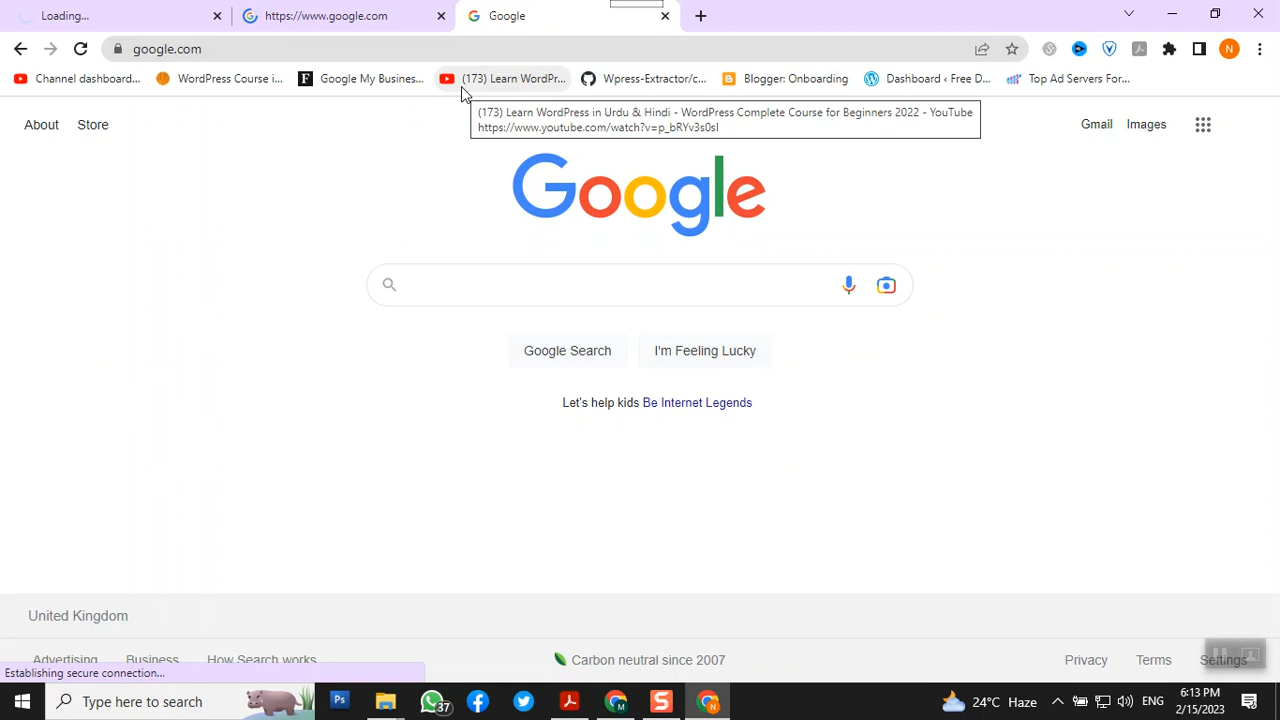 Loading...
https://www.google.com
Google
google.com
N
Channel dashboard...
WordPress Course i...
Google My Busines...
(173) Learn WordPr...
Wpress-Extractor/c...
Blogger: Onboarding
Dashboard ‹ Free D...
Top Ad Servers For...
(173) Learn WordPress in Urdu & Hindi - WordPress Complete Course for Beginners 2022 - YouTube
https://www.youtube.com/watch?v=p_bRYv3s0sI
About
Store
Gmail
Images
Google
Google Search
I'm Feeling Lucky
Let's help kids Be Internet Legends
United Kingdom
Advertising
Business
How Search works
Carbon neutral since 2007
Privacy
Terms
Settings
Establishing secure connection...
Type here to search
Ps
37
M
S
N
24°C Haze
ENG
6:13 PM
2/15/2023